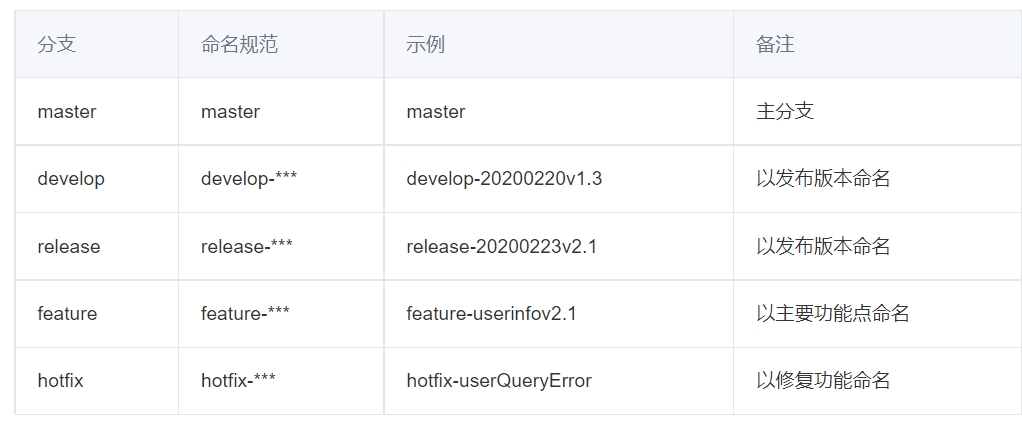 分支 命名规范 示例 备注
master master master 主分支
develop develop-*** develop-20200220v1.3 以发布版本命名
release release-*** release-20200223v2.1 以发布版本命名
feature feature-*** feature-userinfov2.1 以主要功能点命名
hotfix hotfix-*** hotfix-userQueryError 以修复功能命名